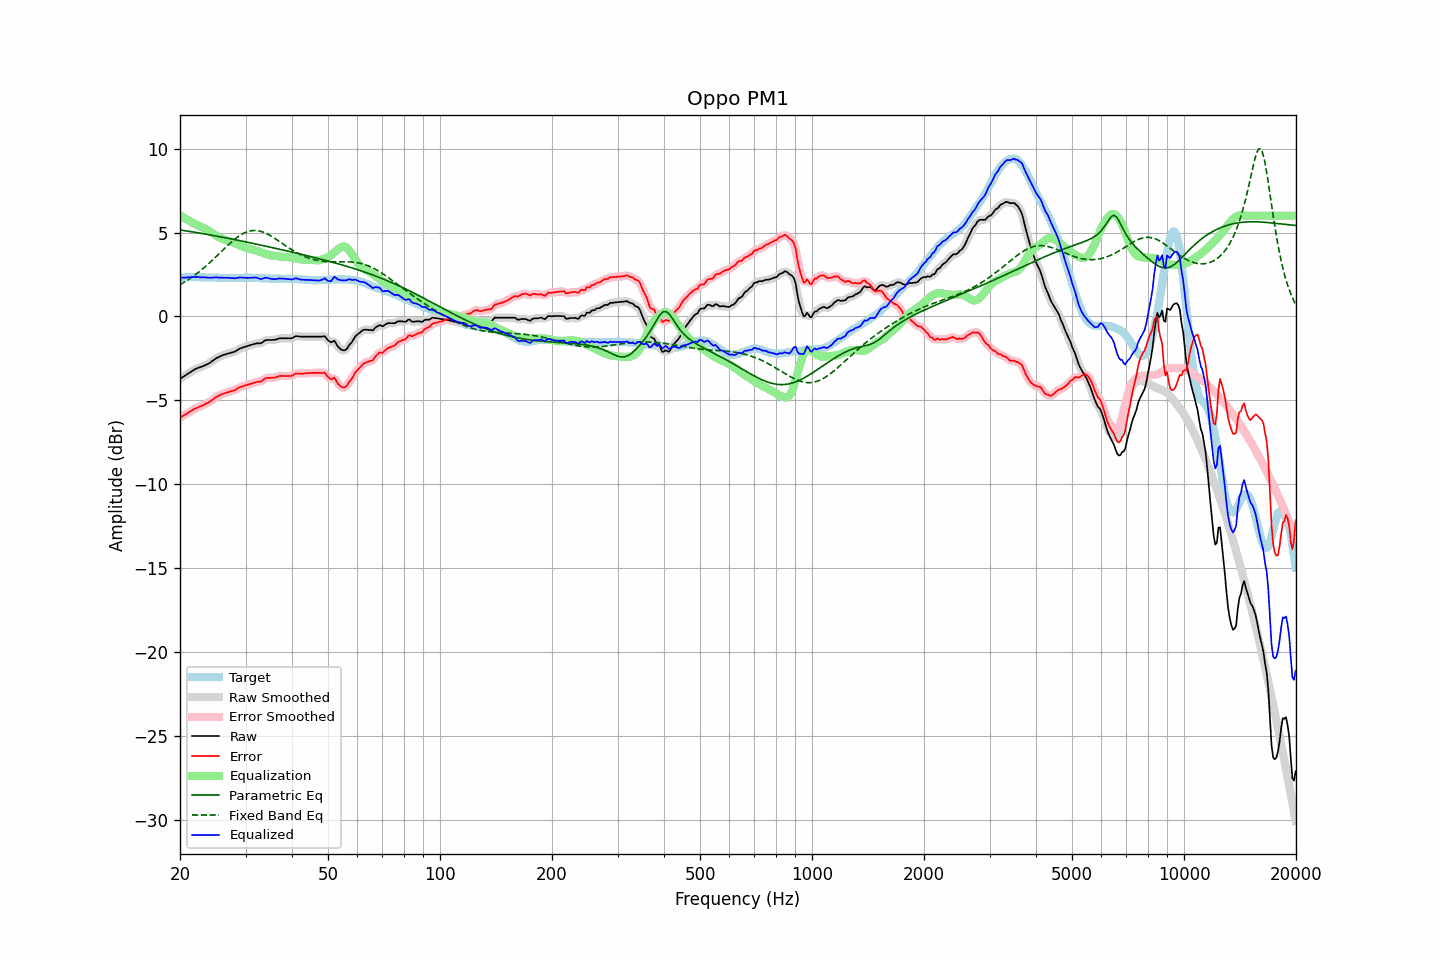 Oppo PM1
Amplitude (dBr)
10
5
0
−5
−10
−15
−20
−25
−30
Target
Raw Smoothed
Error Smoothed
Raw
Error
Equalization
Parametric Eq
Fixed Band Eq
Equalized
20 50 100 200 500 1000 2000 5000 10000 20000
Frequency (Hz)